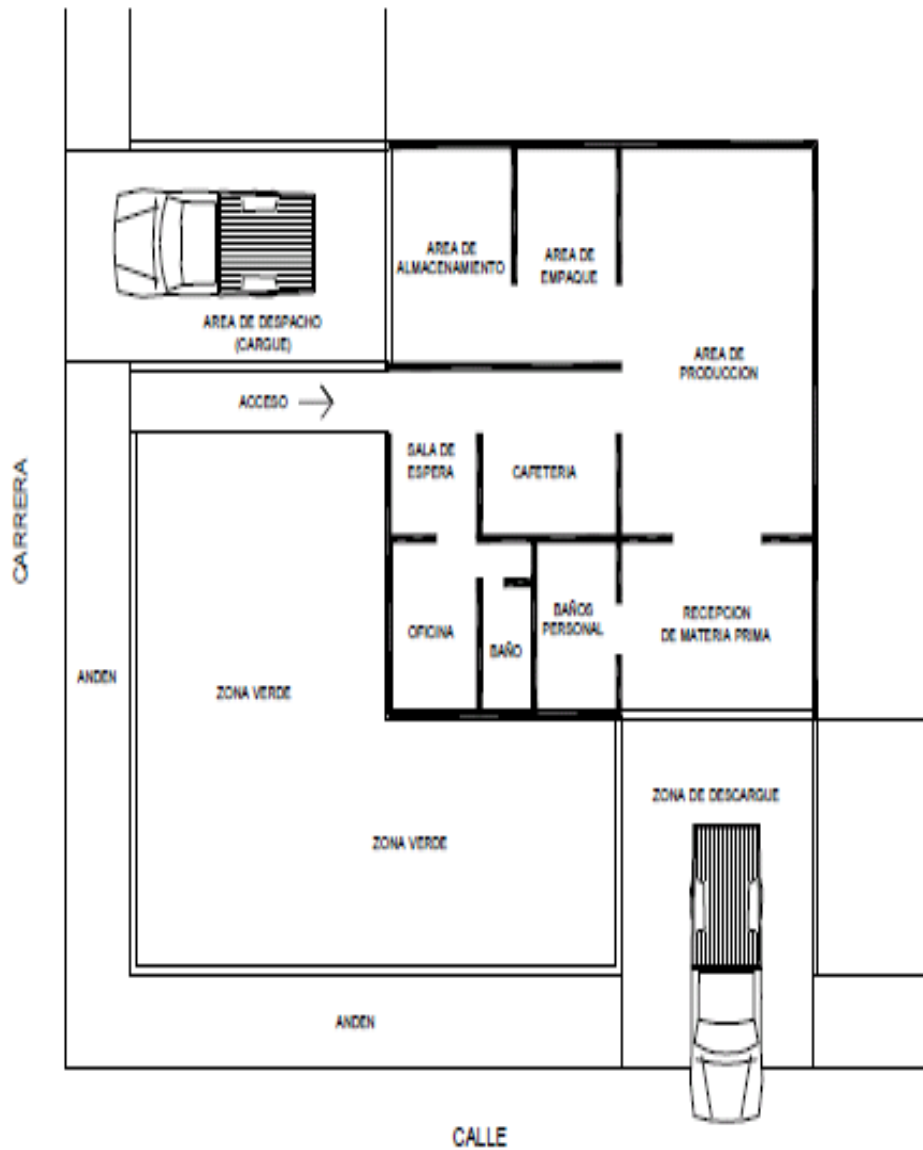 AREA DE
ALMACENAMIENTO
AREA DE
EMPAQUE
AREA DE DESPACHO
(CARGUE)
AREA DE
PRODUCCION
ACCESO
SALA DE
ESPERA
CAFETERIA
CARRERA
OFICINA
BAÑO
BAÑOS
PERSONAL
RECEPCION
DE MATERIA PRIMA
ANDEN
ZONA VERDE
ZONA DE DESCARGUE
ZONA VERDE
ANDEN
CALLE